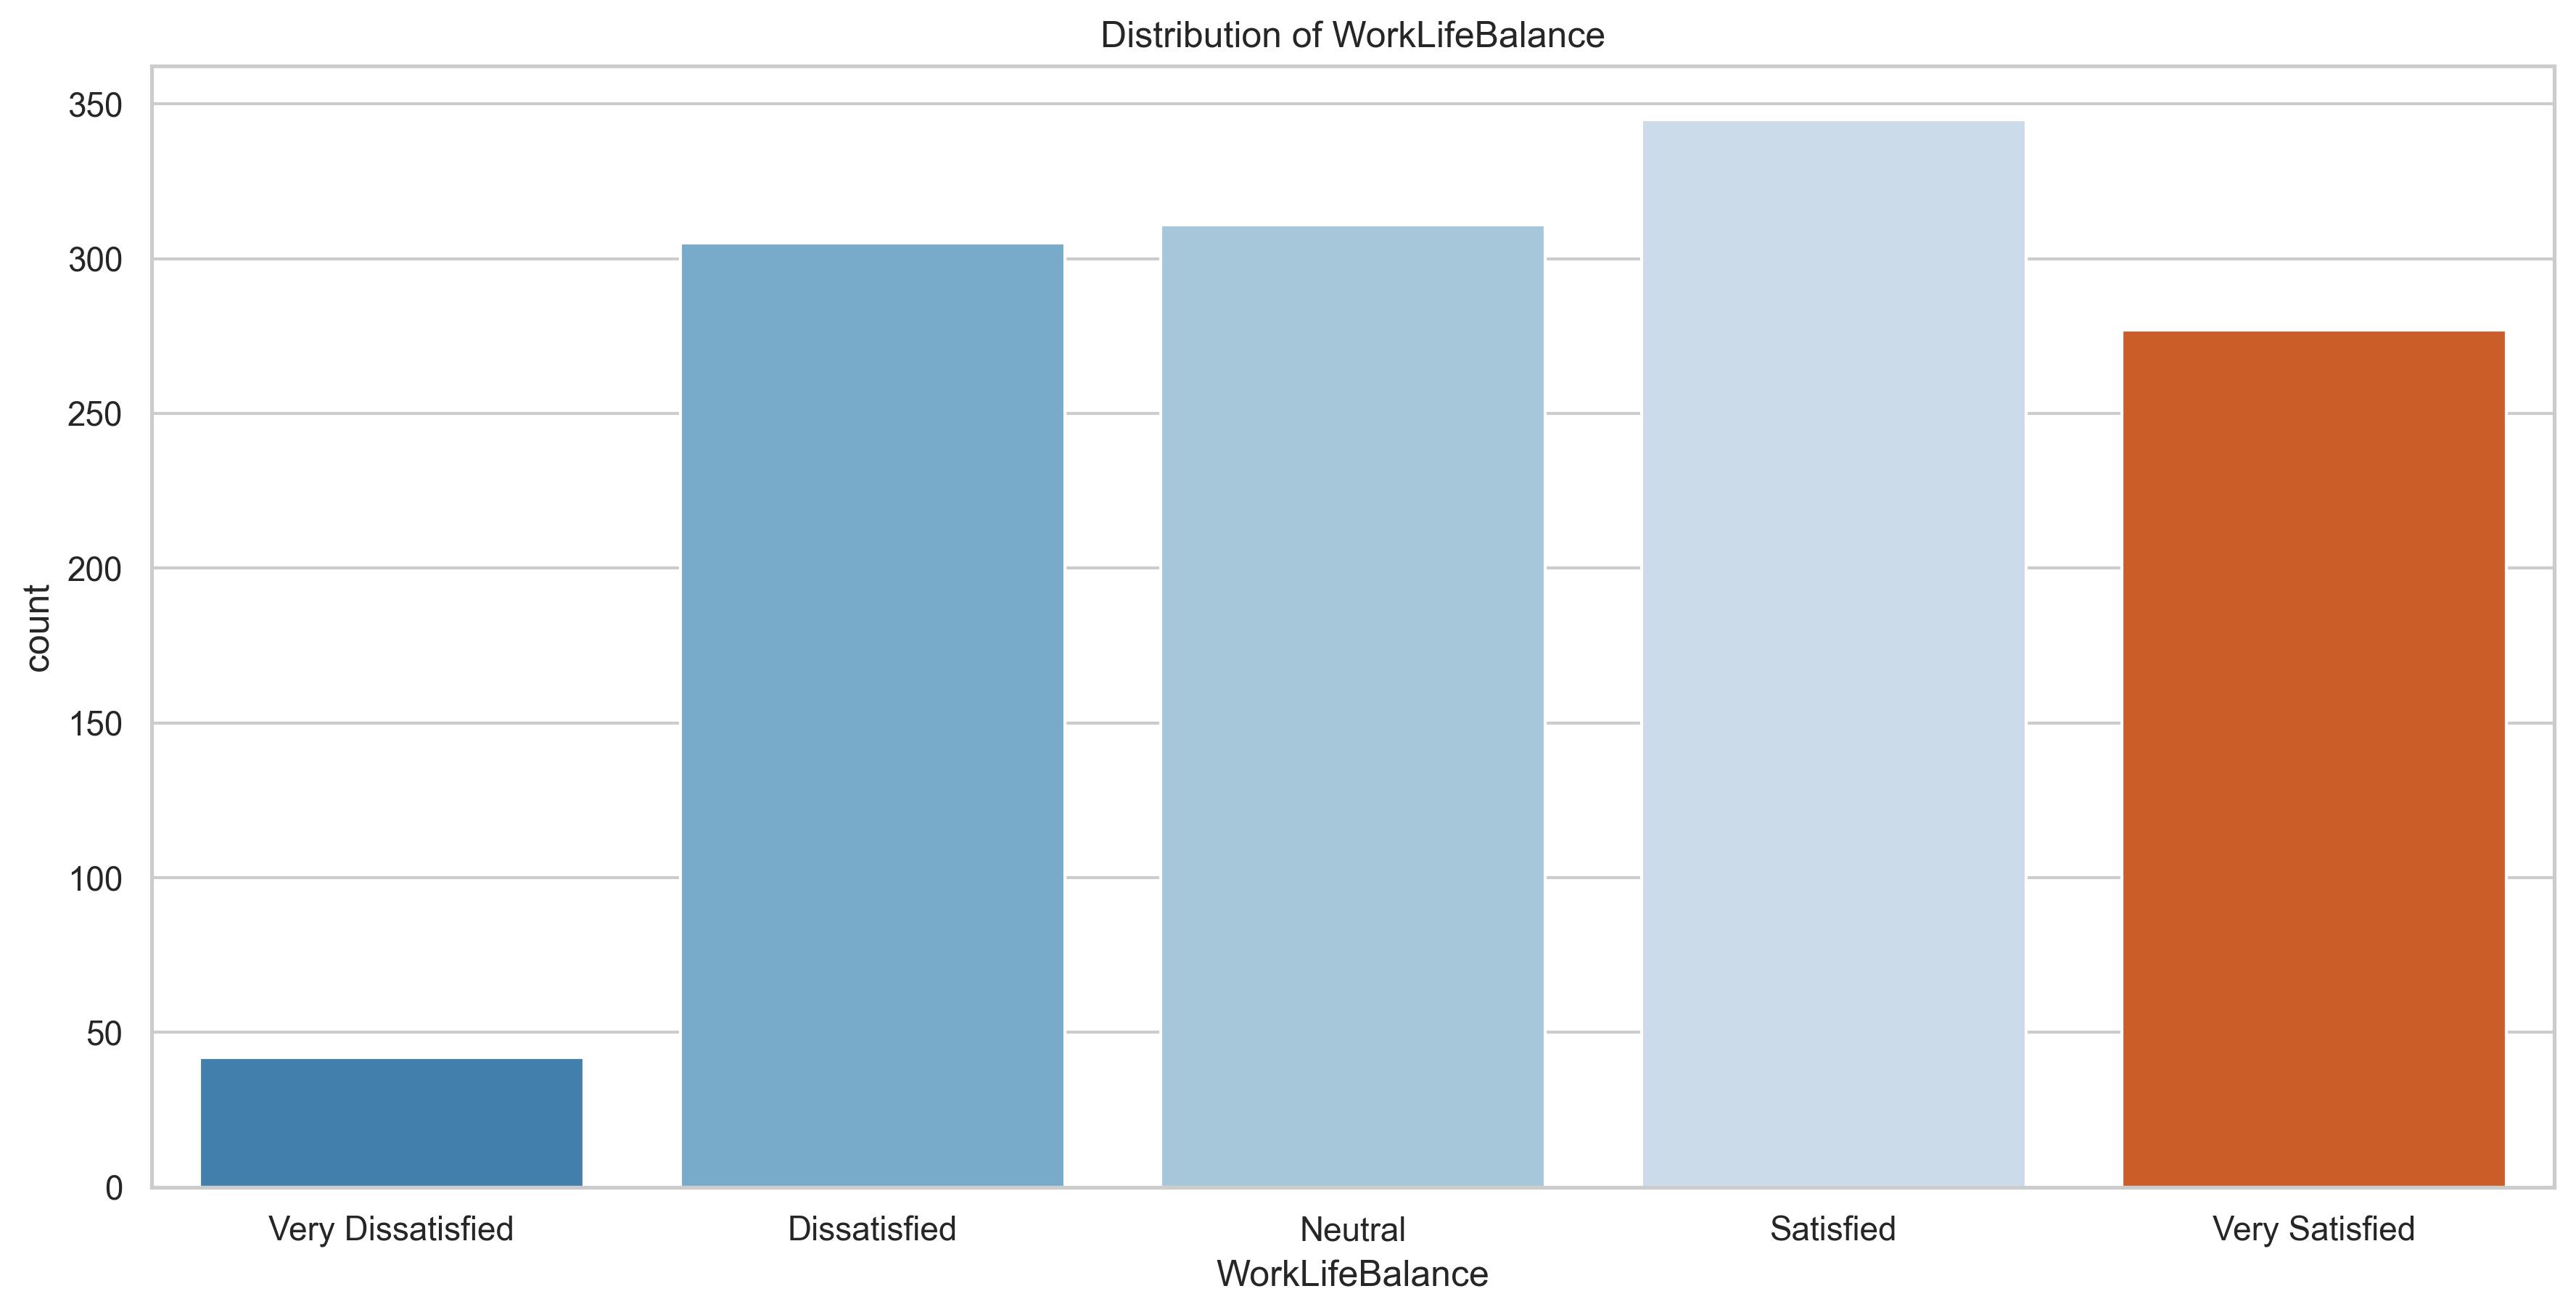 Distribution of WorkLifeBalance
350
300
250
200
150
100
50
0
count
Very Dissatisfied Dissatisfied Neutral Satisfied Very Satisfied
WorkLifeBalance